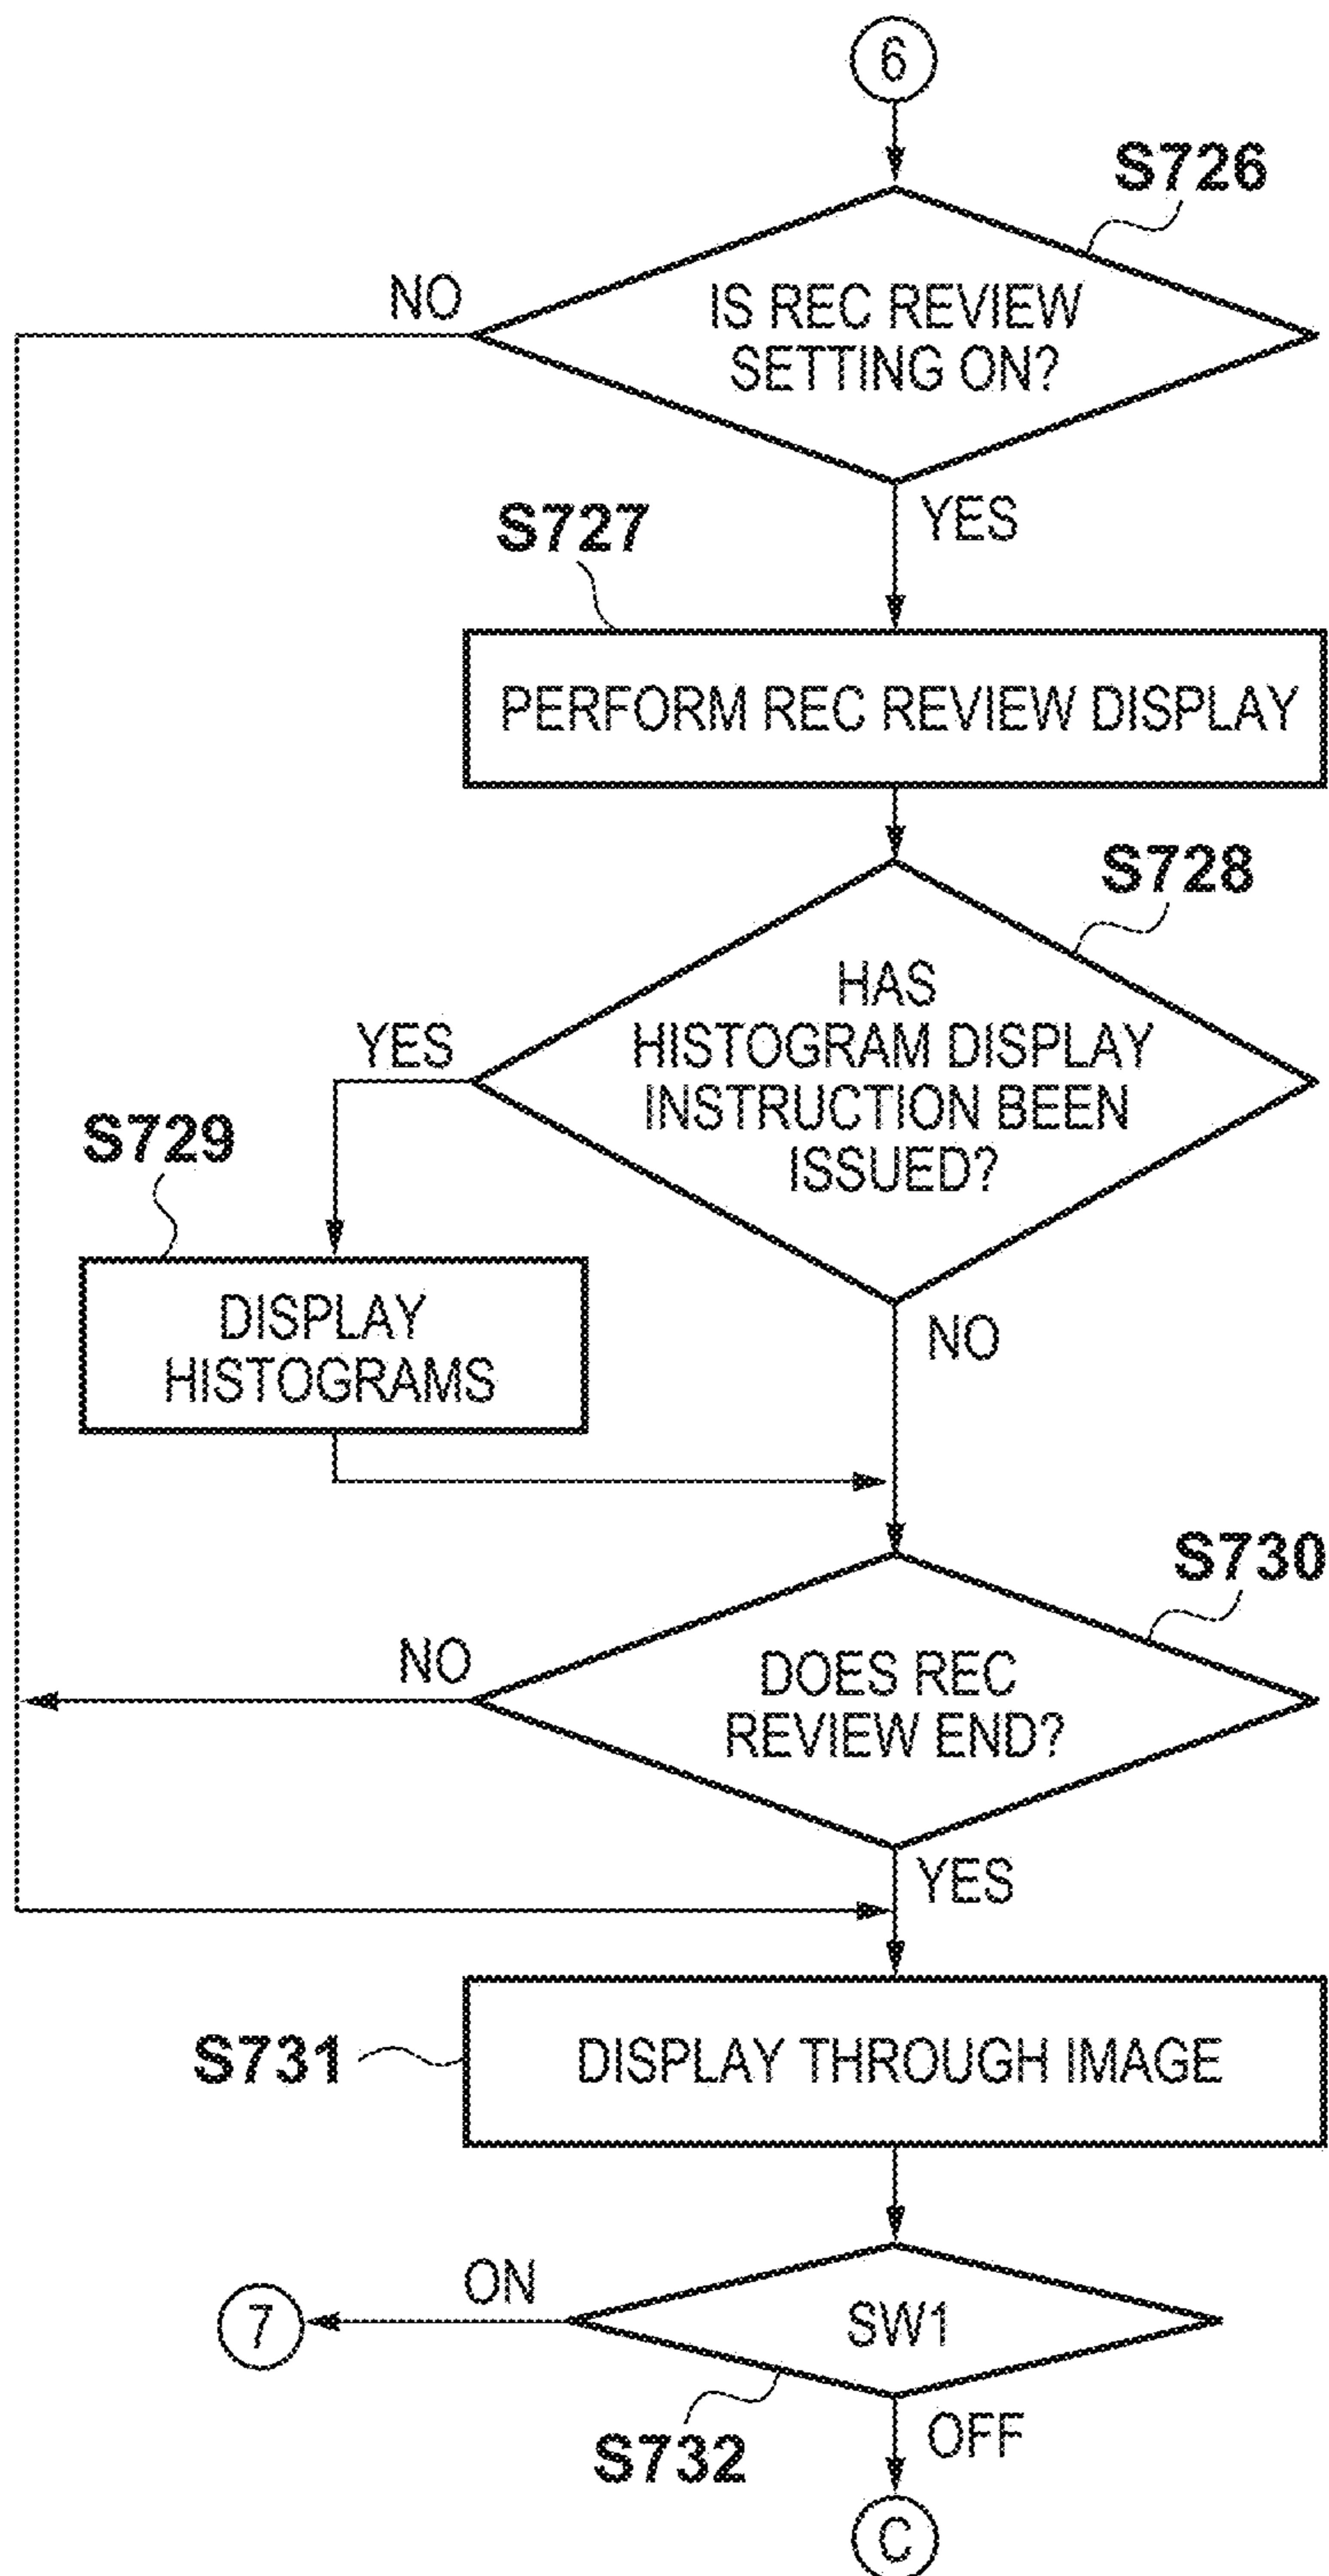 6
S726
NO
IS REC REVIEW
SETTING ON?
YES
S727
PERFORM REC REVIEW DISPLAY
S728
HAS
HISTOGRAM DISPLAY
INSTRUCTION BEEN
ISSUED?
YES
S729
DISPLAY
HISTOGRAMS
NO
S730
NO
DOES REC
REVIEW END?
YES
S731
DISPLAY THROUGH IMAGE
ON
7
SW1
S732
OFF
C